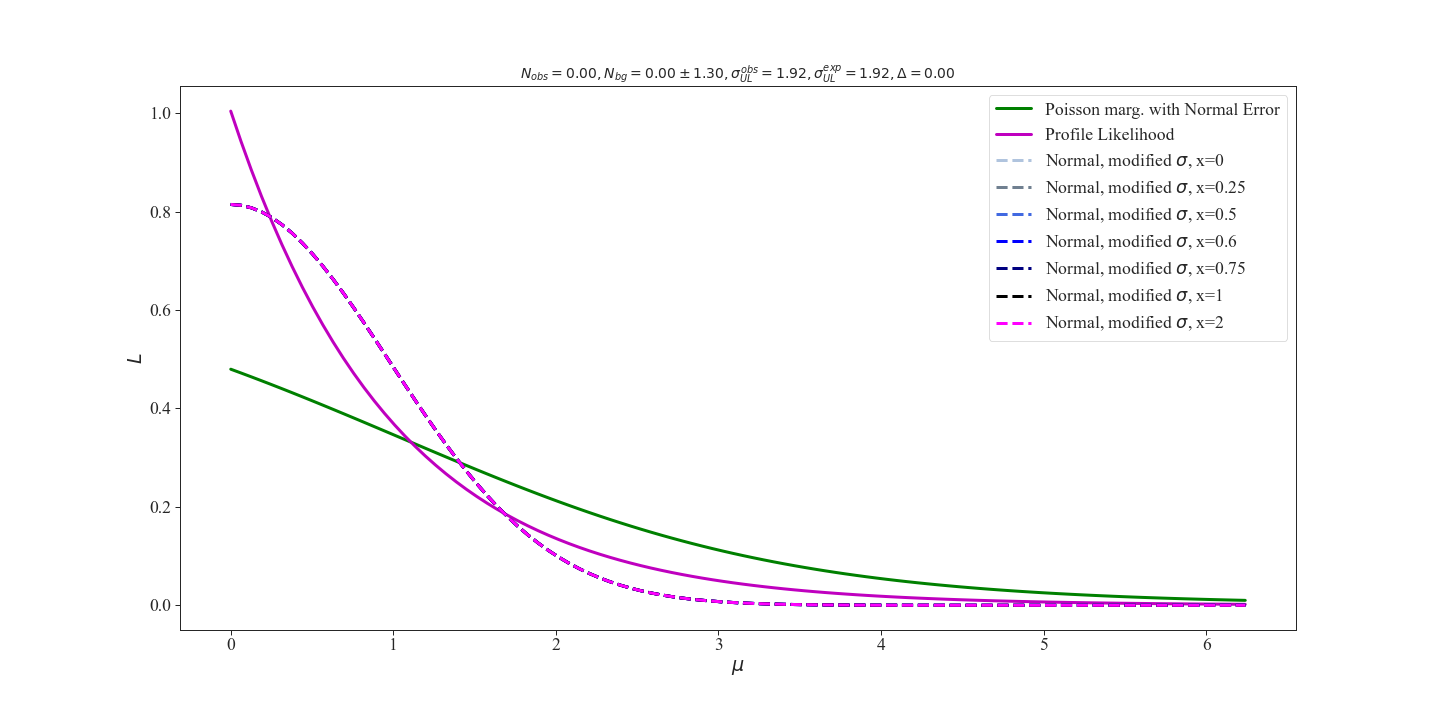 N_{obs} = 0.00, N_{bg} = 0.00 ± 1.30, σ_{UL}^{obs} = 1.92, σ_{UL}^{exp} = 1.92, Δ = 0.00
Poisson marg. with Normal Error
Profile Likelihood
Normal, modified σ, x=0
Normal, modified σ, x=0.25
Normal, modified σ, x=0.5
Normal, modified σ, x=0.6
Normal, modified σ, x=0.75
Normal, modified σ, x=1
Normal, modified σ, x=2
1.0
0.8
0.6
0.4
0.2
0.0
L
0 1 2 3 4 5 6
μ